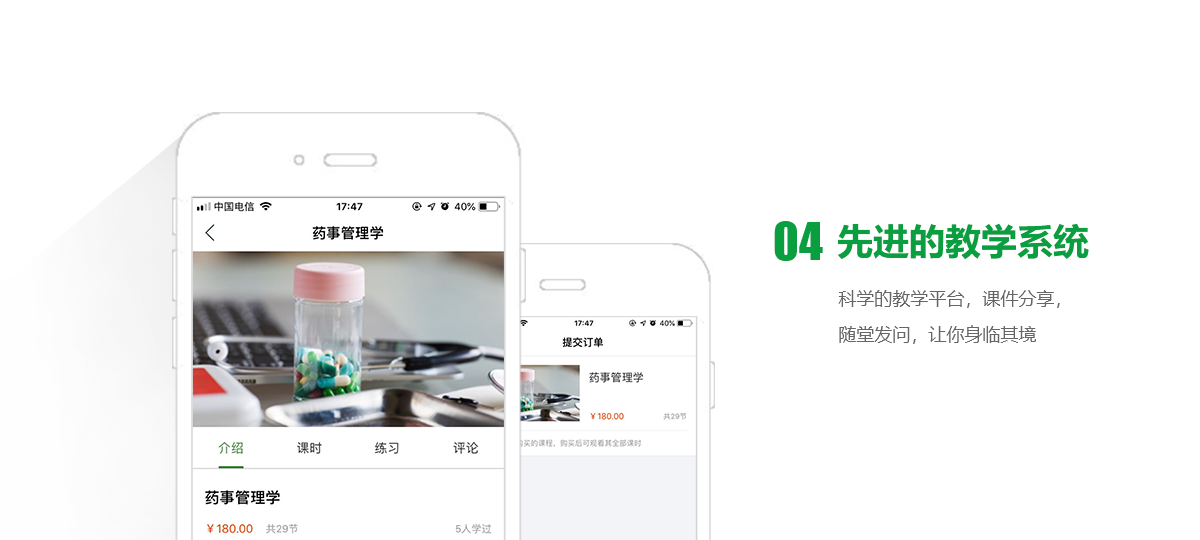 中国电信 17:47 40%
药事管理学
介绍 课时 练习 评论
药事管理学
¥180.00 共29节 5人学过
17:47 40%
提交订单
药事管理学
¥180.00 共29节
买的课程，购买后可观看其全部课时
04 先进的教学系统
科学的教学平台，课件分享，
随堂发问，让你身临其境